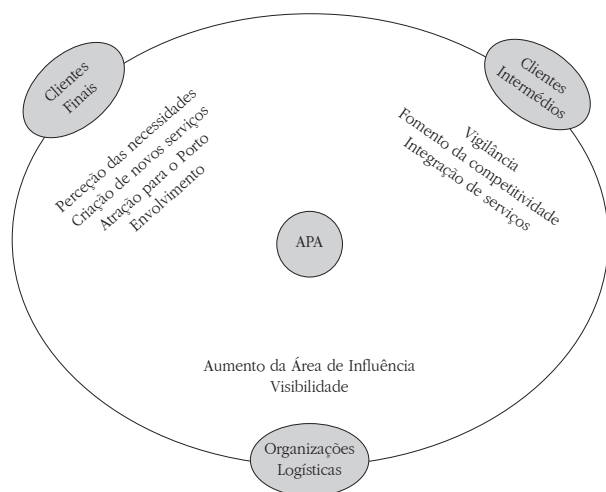 Clientes
Finais
Perceção das necessidades
Criação de novos serviços
Atração para o Porto
Envolvimento
Clientes
Intermédios
Vigilância
Fomento da competitividade
Integração de serviços
APA
Aumento da Área de Influência
Visibilidade
Organizações
Logísticas